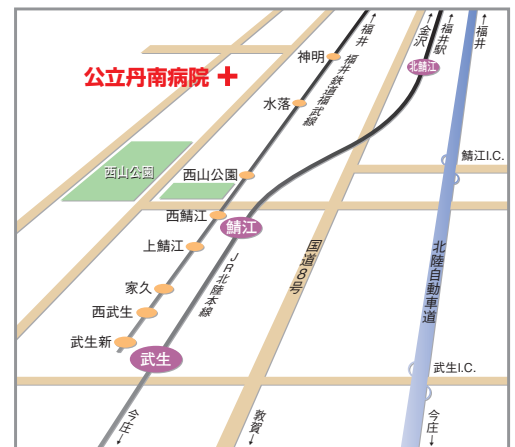 ↑福井
↑金沢
↑福井駅
↑福井
神明
福井鉄道福武線
北鯖江
公立丹南病院
水落
鯖江I.C.
西山公園
西山公園
西鯖江
鯖江
上鯖江
国道8号
北陸自動車道
JR北陸本線
家久
西武生
武生新
武生
武生I.C.
今庄↓
敦賀↓
今庄↓